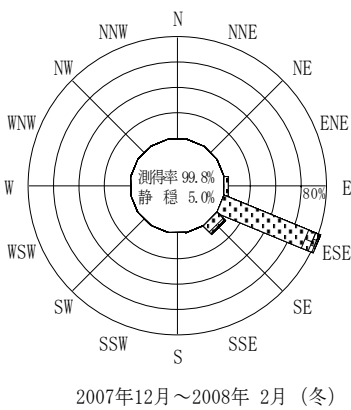 N
NNW NNE
NW NE
WNW ENE
測得率 99.8%
静 穏 5.0%
W 80% E
WSW ESE
SW SE
SSW SSE
S
2007年12月～2008年 2月 (冬)